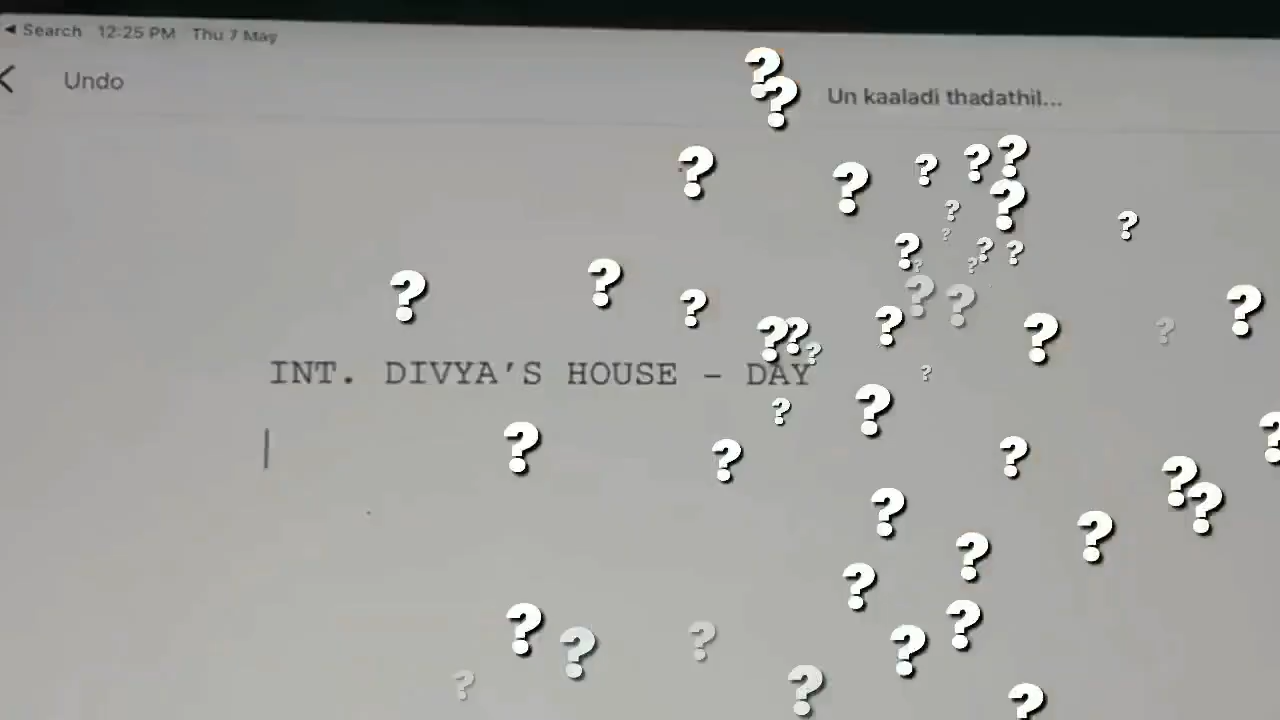 ◄ Search 12:25 PM Thu 7 May
Undo
Un kaaladi thadathil...
INT. DIVYA'S HOUSE - DAY